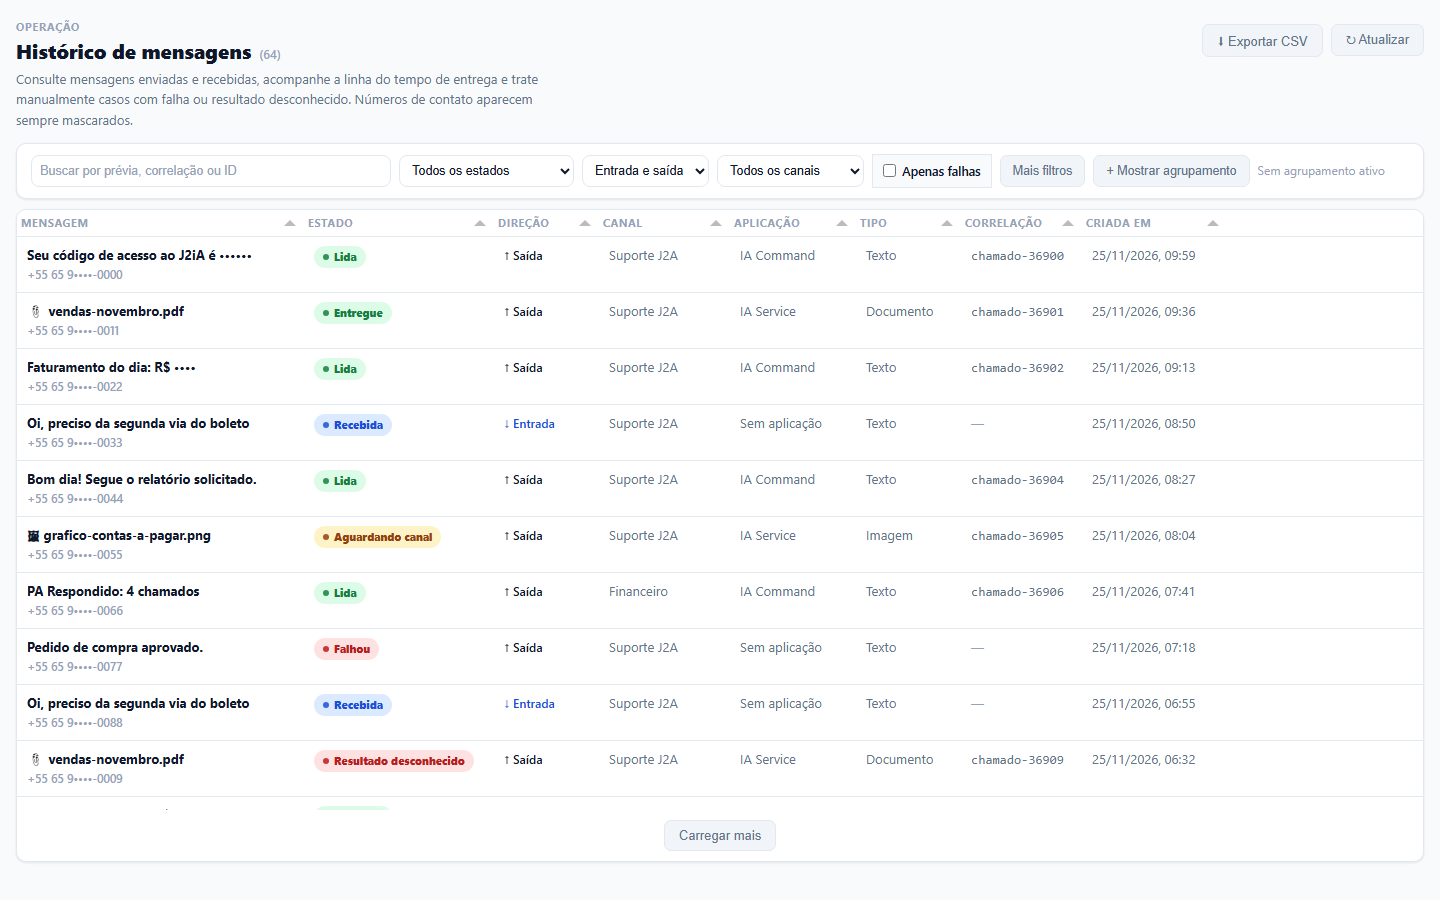 OPERAÇÃO
Histórico de mensagens (64)
⬇ Exportar CSV
↻ Atualizar
Consulte mensagens enviadas e recebidas, acompanhe a linha do tempo de entrega e trate
manualmente casos com falha ou resultado desconhecido. Números de contato aparecem
sempre mascarados.
Buscar por prévia, correlação ou ID
Todos os estados
Entrada e saída
Todos os canais
Apenas falhas
Mais filtros
+ Mostrar agrupamento
Sem agrupamento ativo
MENSAGEM ESTADO DIREÇÃO CANAL APLICAÇÃO TIPO CORRELAÇÃO CRIADA EM
Seu código de acesso ao J2iA é •••••• Lida ↑ Saída Suporte J2A IA Command Texto chamado-36900 25/11/2026, 09:59
+55 65 9••••-0000
vendas-novembro.pdf Entregue ↑ Saída Suporte J2A IA Service Documento chamado-36901 25/11/2026, 09:36
+55 65 9••••-0011
Faturamento do dia: R$ •••• Lida ↑ Saída Suporte J2A IA Command Texto chamado-36902 25/11/2026, 09:13
+55 65 9••••-0022
Oi, preciso da segunda via do boleto Recebida ↓ Entrada Suporte J2A Sem aplicação Texto — 25/11/2026, 08:50
+55 65 9••••-0033
Bom dia! Segue o relatório solicitado. Lida ↑ Saída Suporte J2A IA Command Texto chamado-36904 25/11/2026, 08:27
+55 65 9••••-0044
grafico-contas-a-pagar.png Aguardando canal ↑ Saída Suporte J2A IA Service Imagem chamado-36905 25/11/2026, 08:04
+55 65 9••••-0055
PA Respondido: 4 chamados Lida ↑ Saída Financeiro IA Command Texto chamado-36906 25/11/2026, 07:41
+55 65 9••••-0066
Pedido de compra aprovado. Falhou ↑ Saída Suporte J2A Sem aplicação Texto — 25/11/2026, 07:18
+55 65 9••••-0077
Oi, preciso da segunda via do boleto Recebida ↓ Entrada Suporte J2A Sem aplicação Texto — 25/11/2026, 06:55
+55 65 9••••-0088
vendas-novembro.pdf Resultado desconhecido ↑ Saída Suporte J2A IA Service Documento chamado-36909 25/11/2026, 06:32
+55 65 9••••-0009
Carregar mais